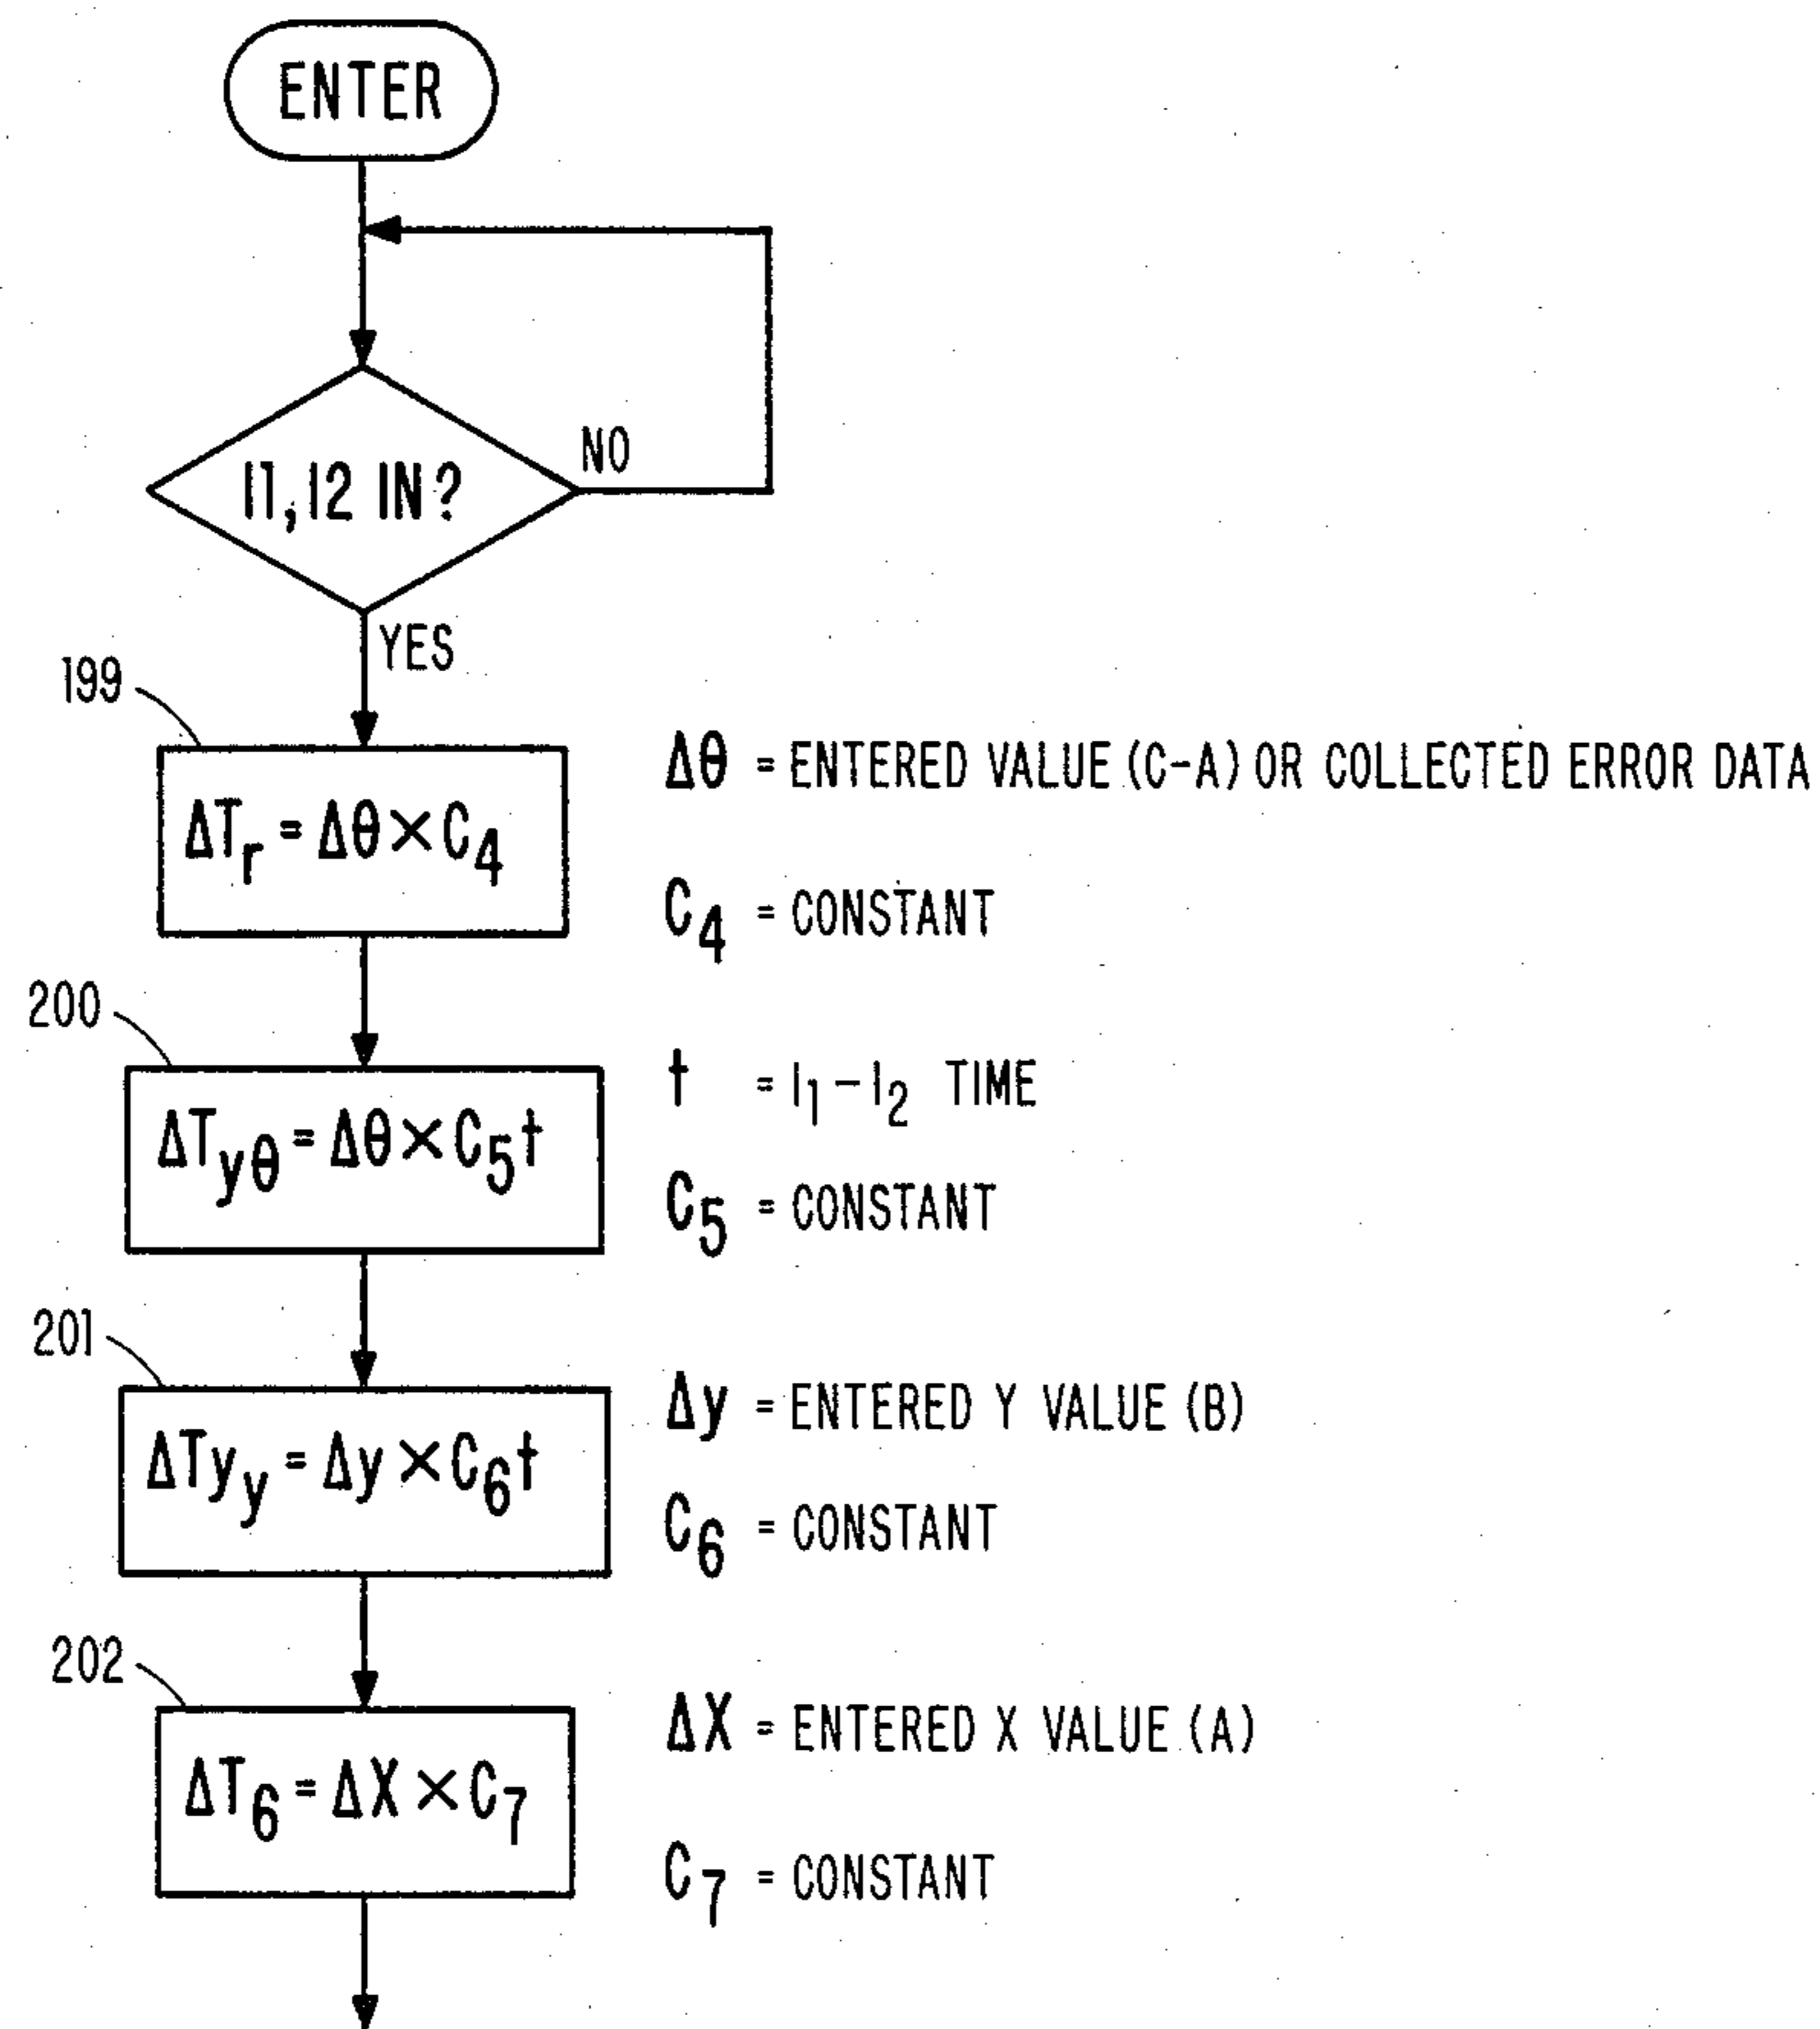 ENTER
I1,I2 IN?
NO
YES
199
ΔTr = Δθ × C4
Δθ = ENTERED VALUE (C-A) OR COLLECTED ERROR DATA
C4 = CONSTANT
200
ΔTyθ = Δθ × C5t
t = I1-I2 TIME
C5 = CONSTANT
201
ΔTyy = Δy × C6t
Δy = ENTERED Y VALUE (B)
C6 = CONSTANT
202
ΔT6 = ΔX × C7
ΔX = ENTERED X VALUE (A)
C7 = CONSTANT